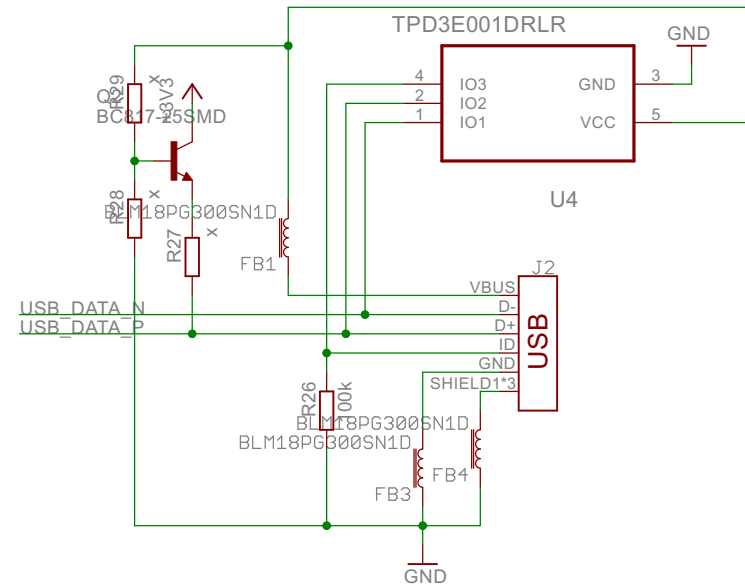 TPD3E001DRLR
GND
4 IO3 GND 3
2 IO2
1 IO1 VCC 5
U4
R29 x
3V3
BC817-25SMD
R28 x
BLM18PG300SN1D
R27 x
FB1
J2
VBUS
USB_DATA_N D-
USB_DATA_P D+
ID
GND
SHIELD1*3
USB
R26 100k
BLM18PG300SN1D
BLM18PG300SN1D
FB4
FB3
GND